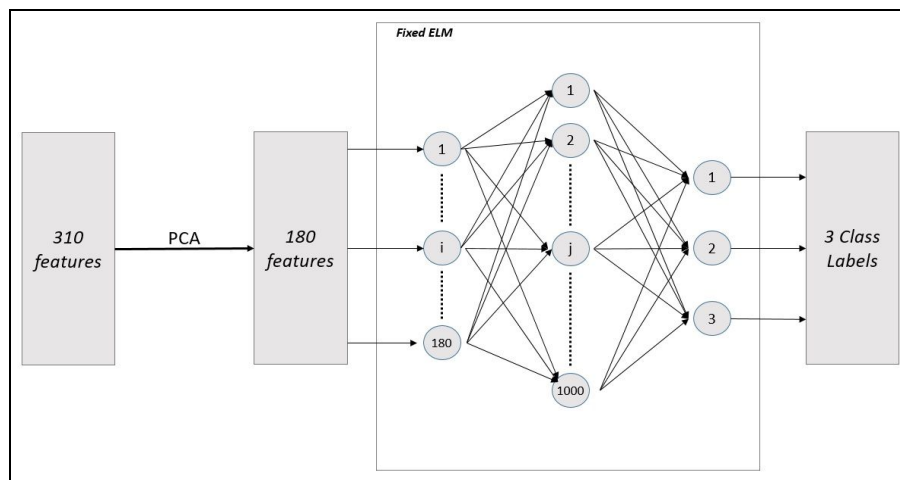 Fixed ELM
310
features
PCA
180
features
1
i
180
1
2
j
1000
1
2
3
3 Class
Labels